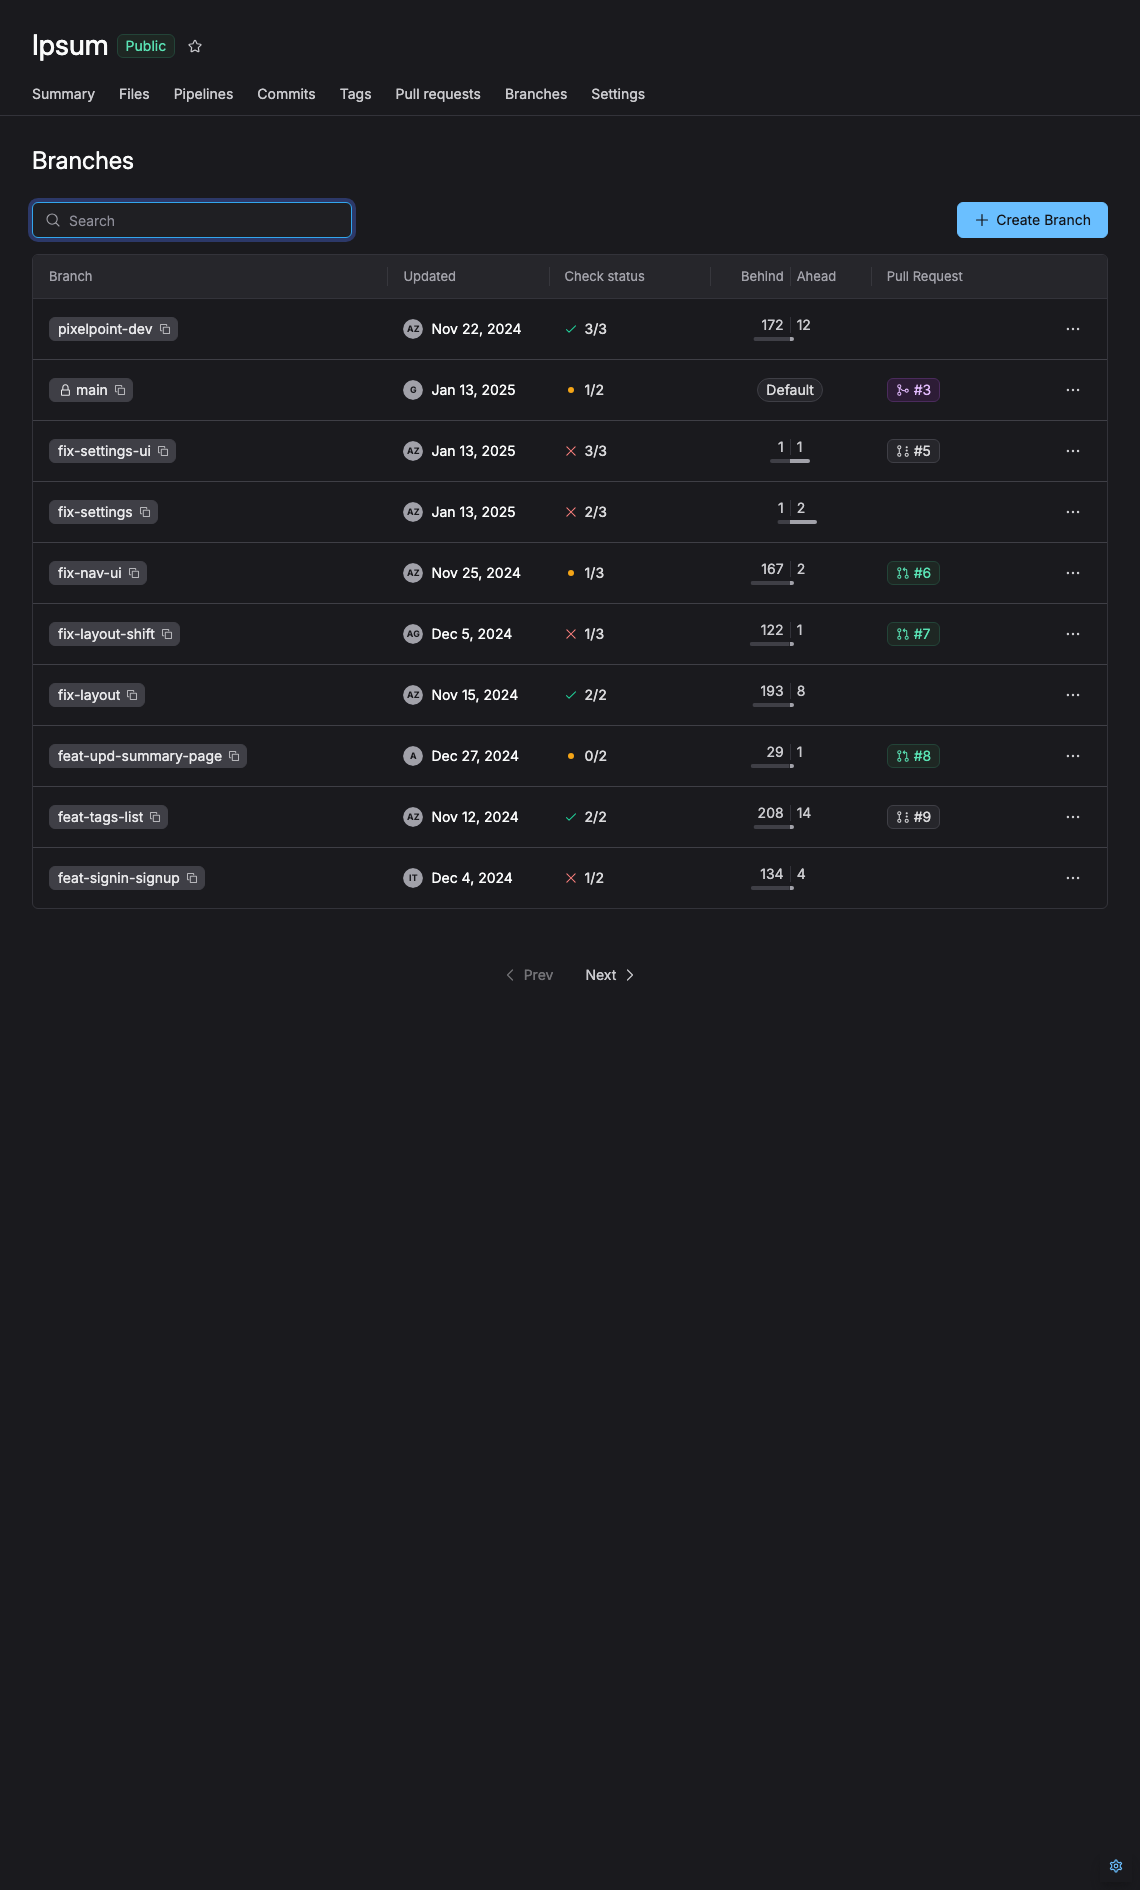 Ipsum Public
Summary Files Pipelines Commits Tags Pull requests Branches Settings
Branches
Search
Create Branch
Branch Updated Check status Behind Ahead Pull Request
pixelpoint-dev AZ Nov 22, 2024 3/3 172 12
main G Jan 13, 2025 1/2 Default #3
fix-settings-ui AZ Jan 13, 2025 3/3 1 1 #5
fix-settings AZ Jan 13, 2025 2/3 1 2
fix-nav-ui AZ Nov 25, 2024 1/3 167 2 #6
fix-layout-shift AG Dec 5, 2024 1/3 122 1 #7
fix-layout AZ Nov 15, 2024 2/2 193 8
feat-upd-summary-page A Dec 27, 2024 0/2 29 1 #8
feat-tags-list AZ Nov 12, 2024 2/2 208 14 #9
feat-signin-signup IT Dec 4, 2024 1/2 134 4
Prev Next